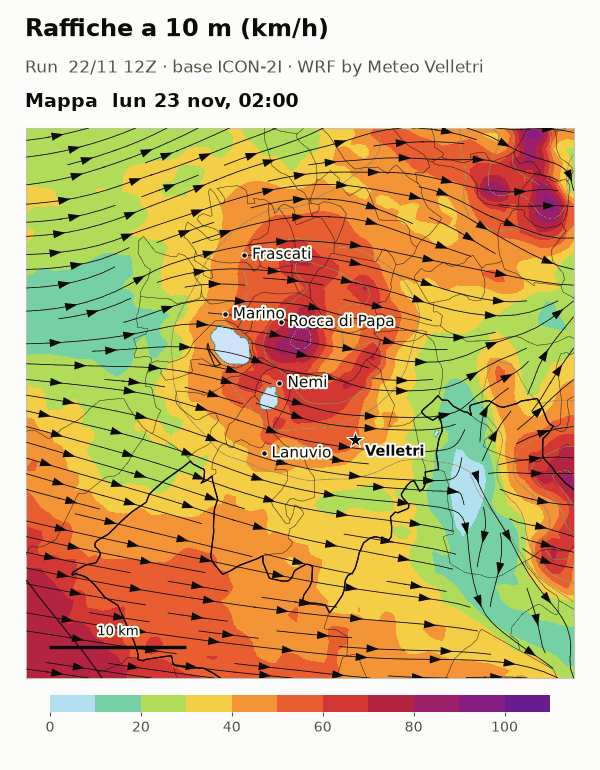 Raffiche a 10 m (km/h)
Run  22/11 12Z · base ICON-2I · WRF by Meteo Velletri
Mappa  lun 23 nov, 02:00
Frascati
Marino
Rocca di Papa
Nemi
Velletri
Lanuvio
10 km
0 20 40 60 80 100